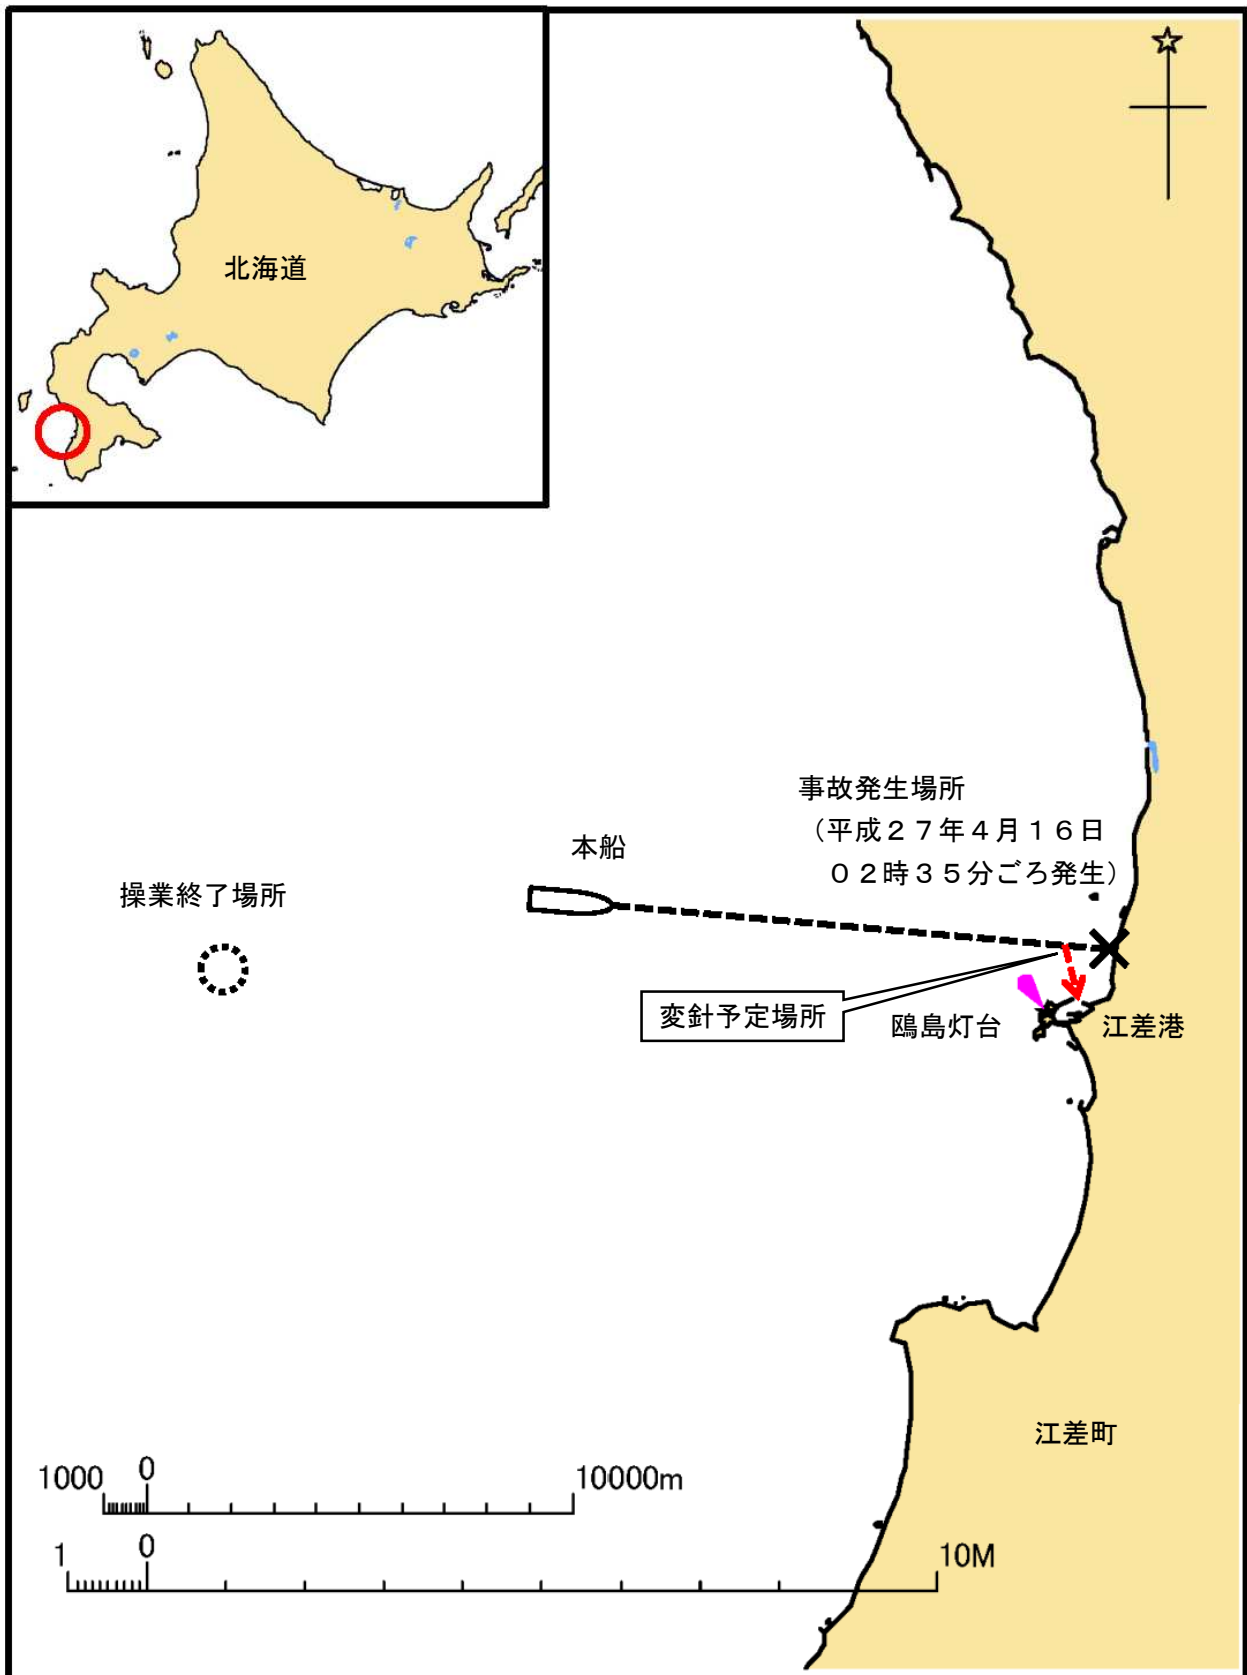 北海道
事故発生場所
（平成２７年４月１６日
０２時３５分ごろ発生）
本船
操業終了場所
変針予定場所
鴎島灯台
江差港
江差町
1000 0 10000m
1 0 10M